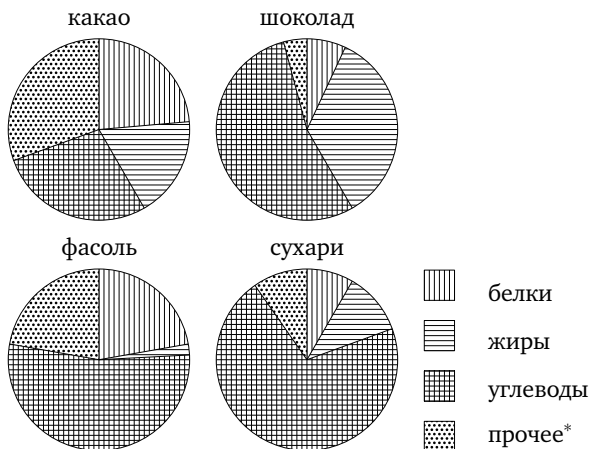 какао
шоколад
фасоль
сухари
белки
жиры
углеводы
прочее*